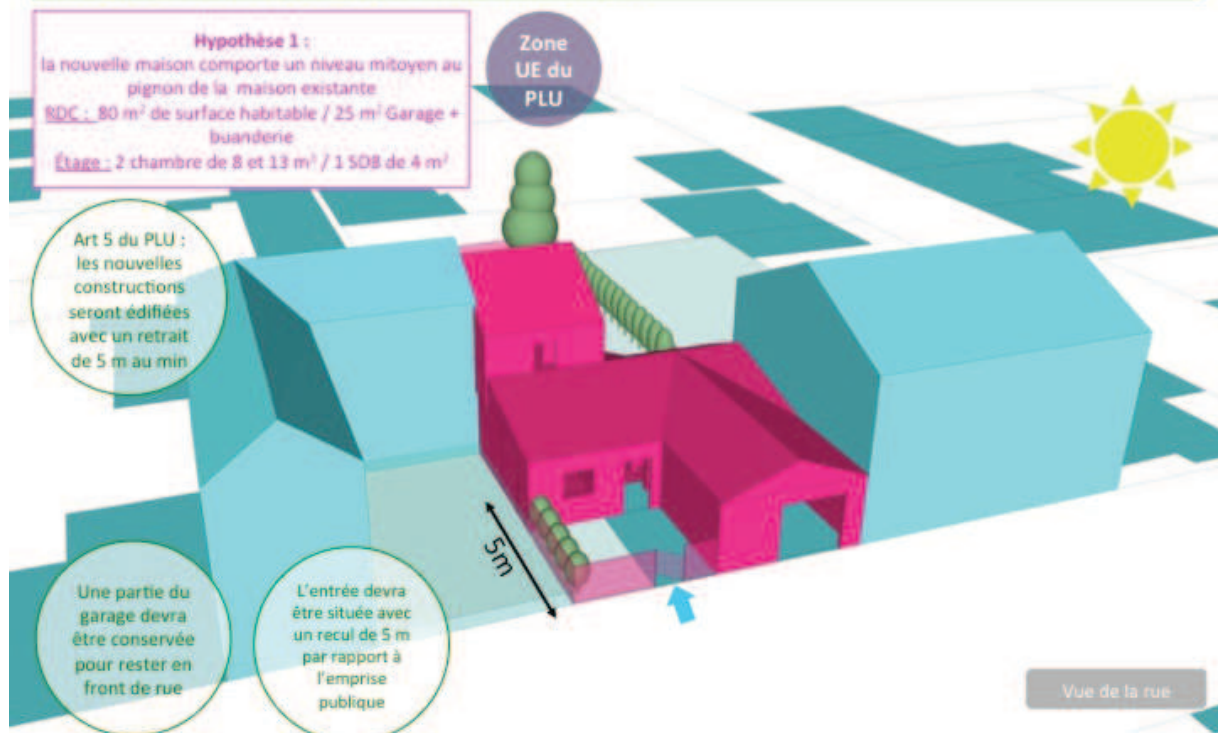 Hypothèse 1 :
la nouvelle maison comporte un niveau mitoyen au
pignon de la maison existante
RDC : 80 m² de surface habitable / 25 m² Garage +
buanderie
Étage : 2 chambre de 8 et 13 m² / 1 SDB de 4 m²
Zone
UE du
PLU
Art 5 du PLU :
les nouvelles
constructions
seront édifiées
avec un retrait
de 5 m au min
5m
Une partie du
garage devra
être conservée
pour rester en
front de rue
L'entrée devra
être située avec
un recul de 5 m
par rapport à
l'emprise
publique
Vue de la rue